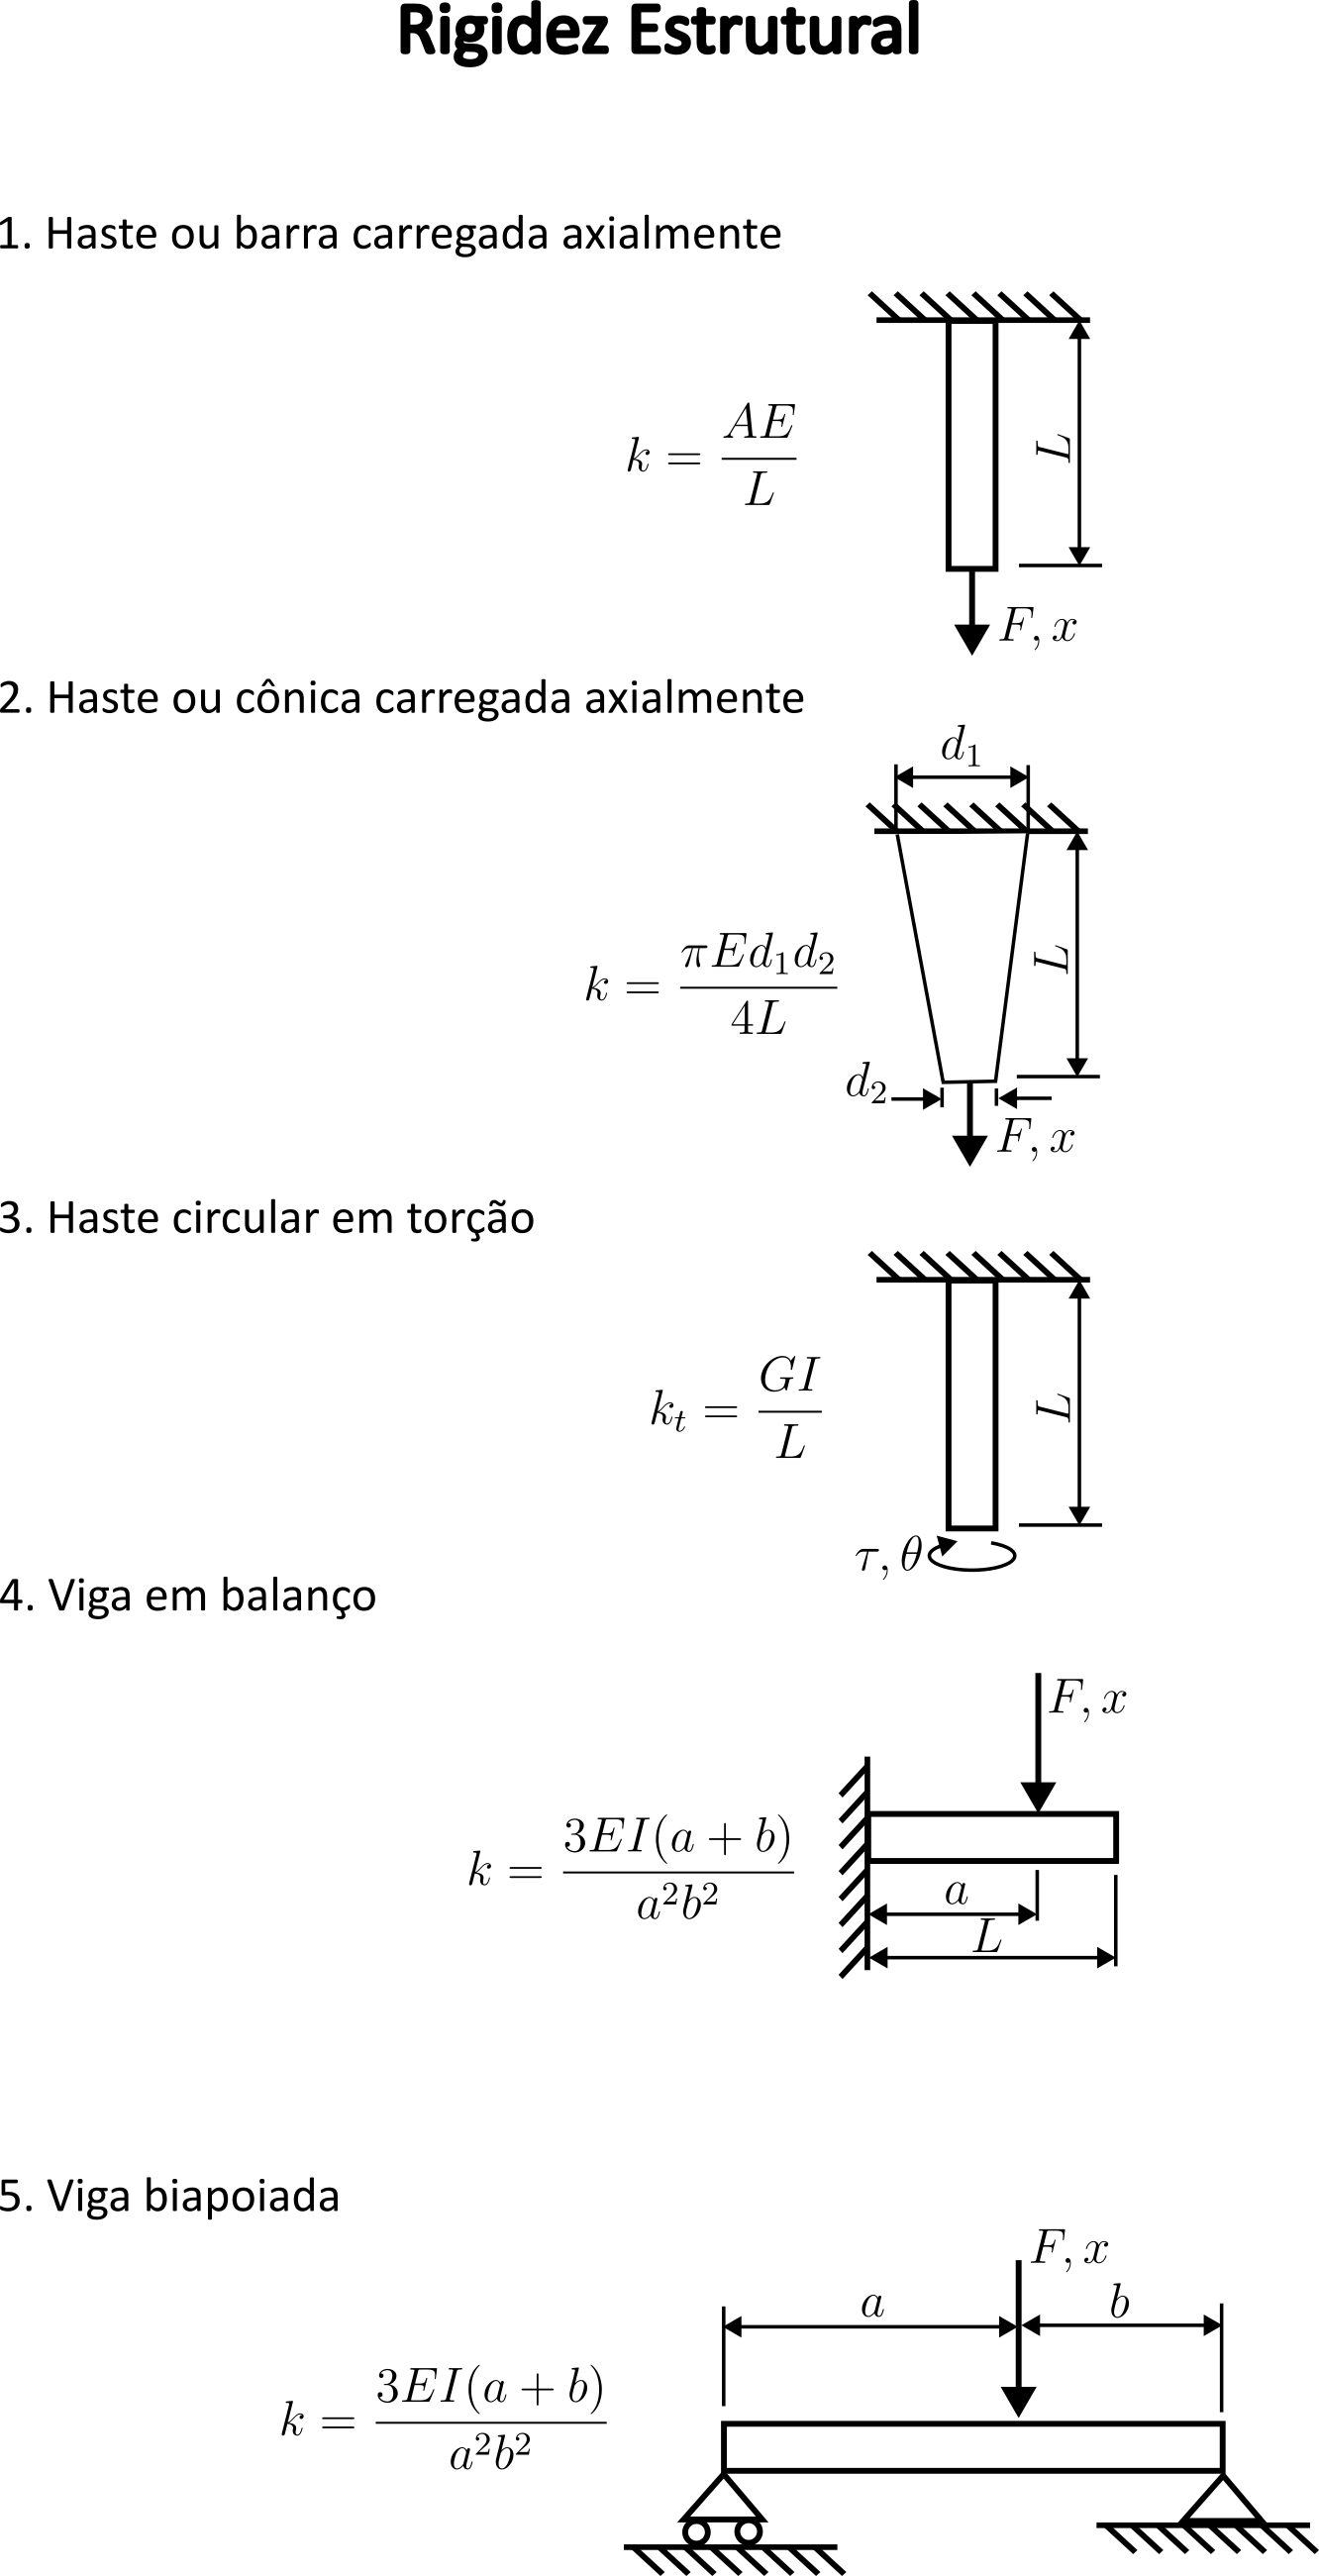 Rigidez Estrutural
1. Haste ou barra carregada axialmente
k = \frac{AE}{L}
L
F, x
2. Haste ou cônica carregada axialmente
d_1
k = \frac{\pi E d_1 d_2}{4L}
L
d_2
F, x
3. Haste circular em torção
k_t = \frac{GI}{L}
L
τ, θ
4. Viga em balanço
F, x
k = \frac{3EI(a + b)}{a^2b^2}
a
L
5. Viga biapoiada
F, x
a
b
k = \frac{3EI(a + b)}{a^2b^2}